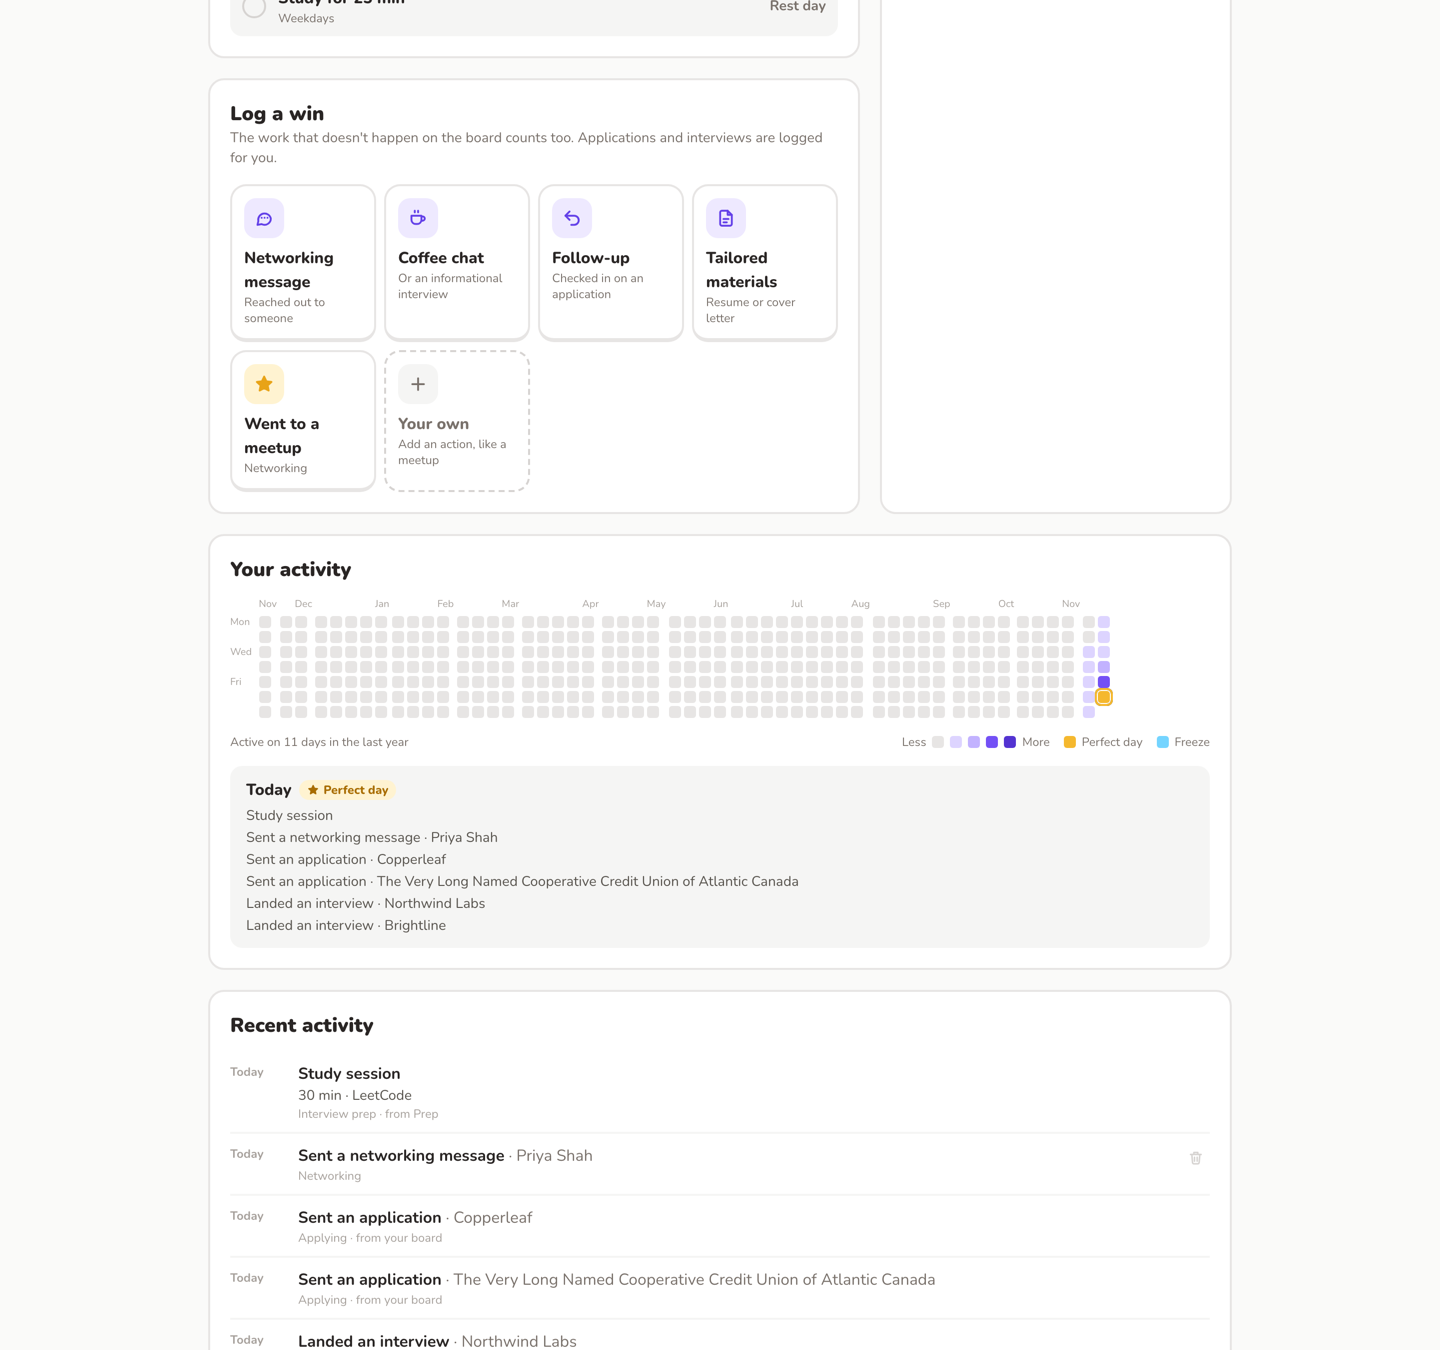 Study for 25 min
Weekdays
Rest day
Log a win
The work that doesn't happen on the board counts too. Applications and interviews are logged
for you.
Networking
message
Reached out to
someone
Coffee chat
Or an informational
interview
Follow-up
Checked in on an
application
Tailored
materials
Resume or cover
letter
Went to a
meetup
Networking
Your own
Add an action, like a
meetup
Your activity
Nov Dec Jan Feb Mar Apr May Jun Jul Aug Sep Oct Nov
Mon
Wed
Fri
Active on 11 days in the last year
Less More Perfect day Freeze
Today Perfect day
Study session
Sent a networking message · Priya Shah
Sent an application · Copperleaf
Sent an application · The Very Long Named Cooperative Credit Union of Atlantic Canada
Landed an interview · Northwind Labs
Landed an interview · Brightline
Recent activity
Today
Study session
30 min · LeetCode
Interview prep · from Prep
Today
Sent a networking message · Priya Shah
Networking
Today
Sent an application · Copperleaf
Applying · from your board
Today
Sent an application · The Very Long Named Cooperative Credit Union of Atlantic Canada
Applying · from your board
Today
Landed an interview · Northwind Labs